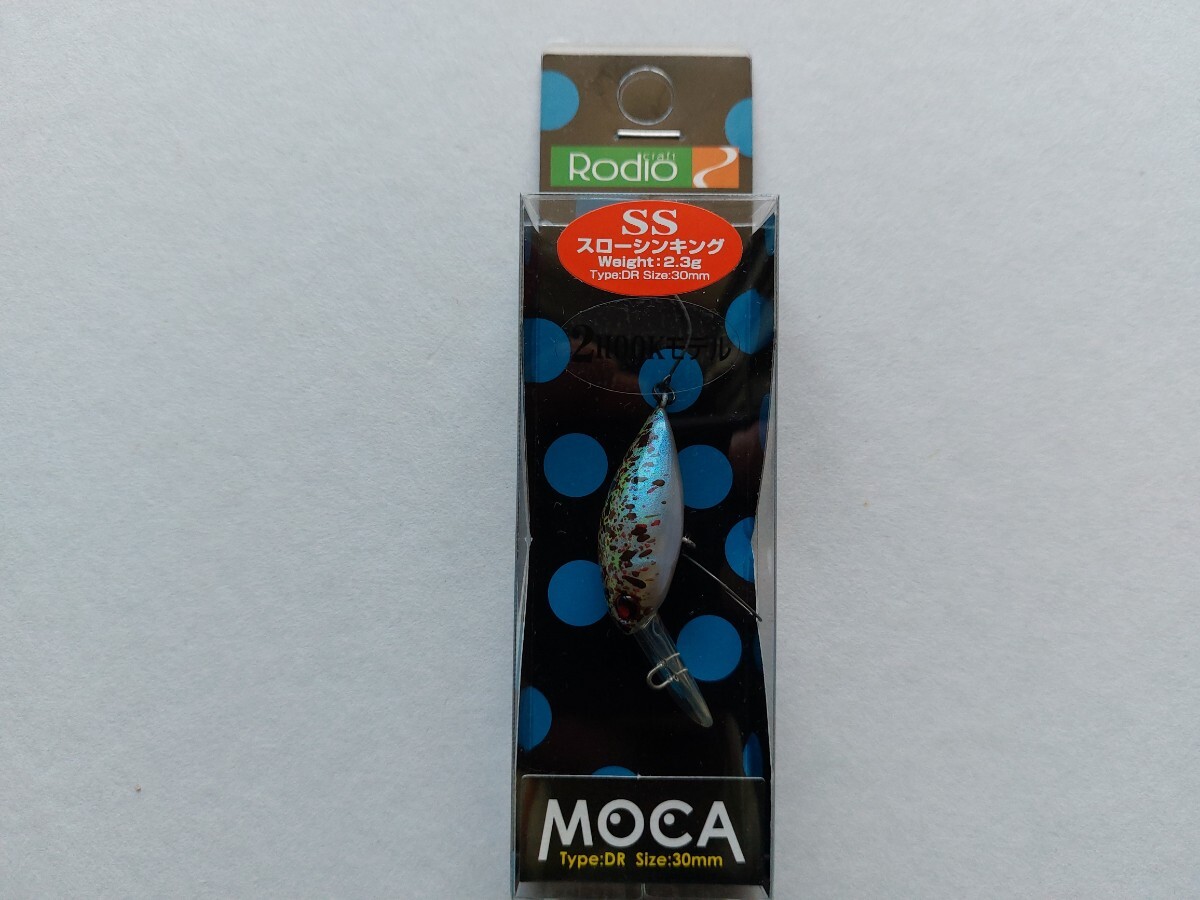 Rodio craft
SS
スローシンキング
Weight:2.3g
Type:DR Size:30mm
2HOOKモデル
MOCA
Type:DR Size:30mm